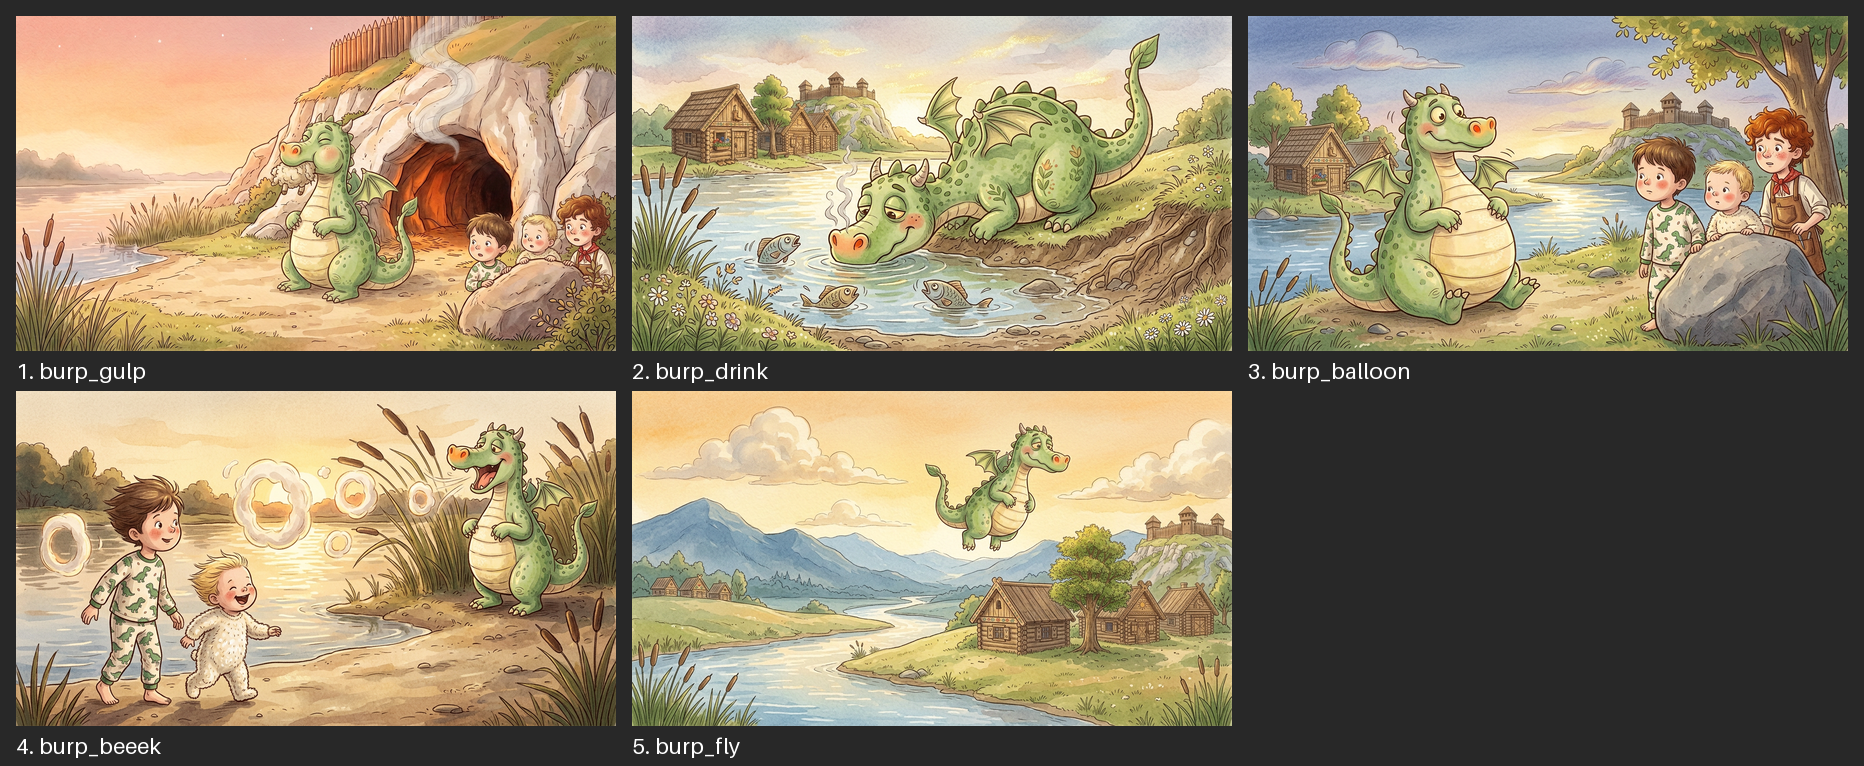 1. burp_gulp
2. burp_drink
3. burp_balloon
4. burp_beeek
5. burp_fly